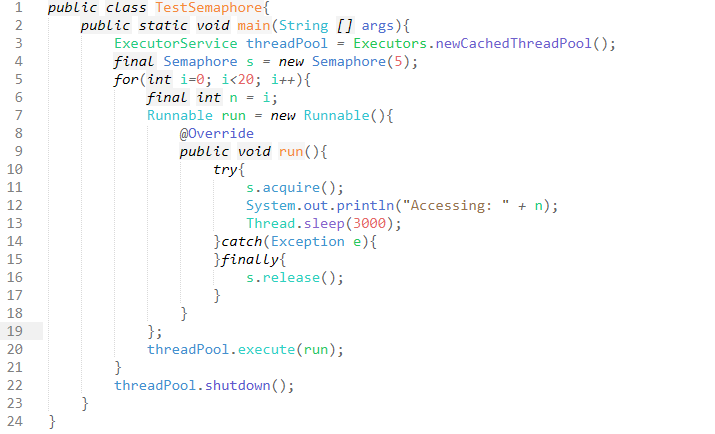 1 public class TestSemaphore{
2 public static void main(String [] args){
3 ExecutorService threadPool = Executors.newCachedThreadPool();
4 final Semaphore s = new Semaphore(5);
5 for(int i=0; i<20; i++){
6 final int n = i;
7 Runnable run = new Runnable(){
8 @Override
9 public void run(){
10 try{
11 s.acquire();
12 System.out.println("Accessing: " + n);
13 Thread.sleep(3000);
14 }catch(Exception e){
15 }finally{
16 s.release();
17 }
18 }
19 };
20 threadPool.execute(run);
21 }
22 threadPool.shutdown();
23 }
24 }